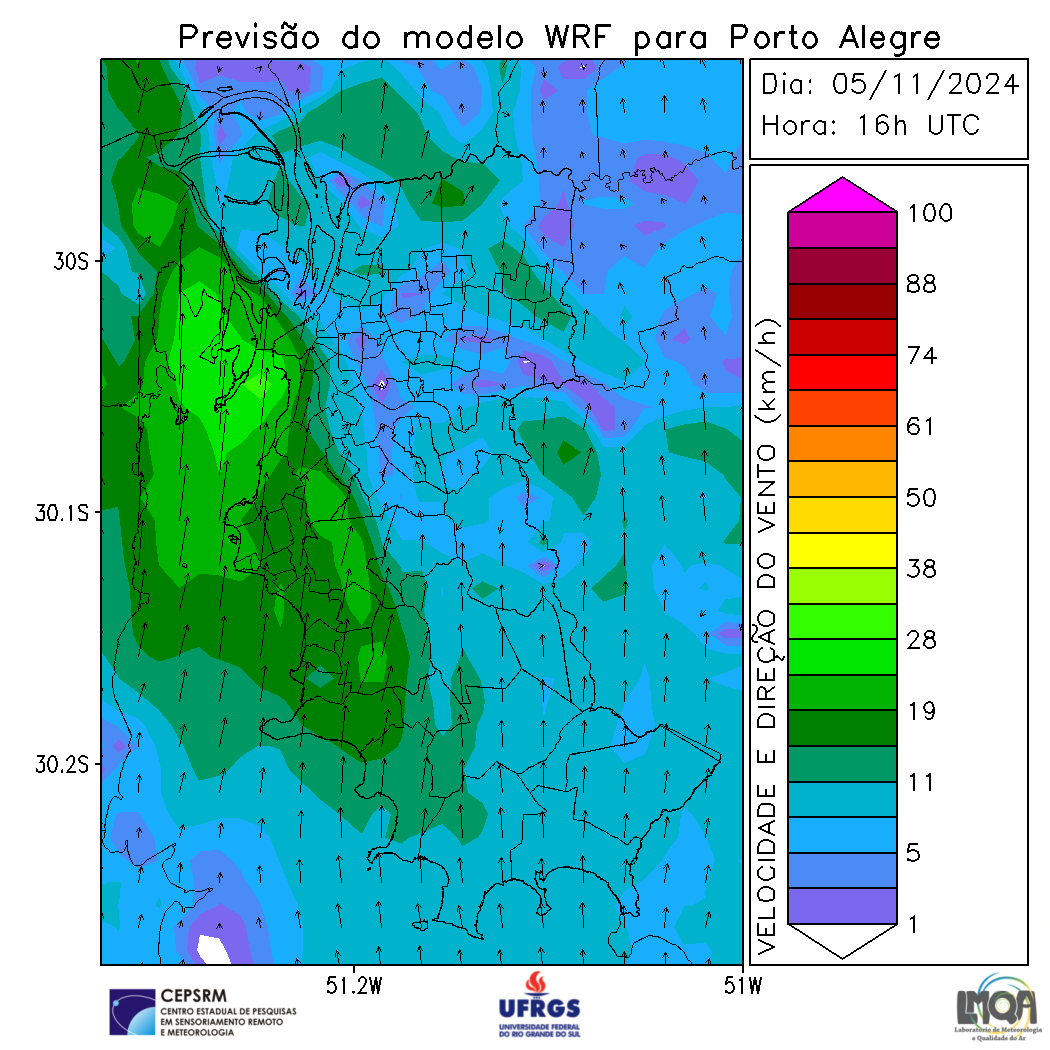 Previsão do modelo WRF para Porto Alegre
Dia: 05/11/2024
Hora: 16h UTC
30S
30.1S
30.2S
51.2W
51W
VELOCIDADE E DIREÇÃO DO VENTO (km/h)
100
88
74
61
50
38
28
19
11
5
1
CEPSRM
CENTRO ESTADUAL DE PESQUISAS
EM SENSORIAMENTO REMOTO
E METEOROLOGIA
UFRGS
UNIVERSIDADE FEDERAL
DO RIO GRANDE DO SUL
LMQA
Laboratório de Meteorologia
e Qualidade do Ar